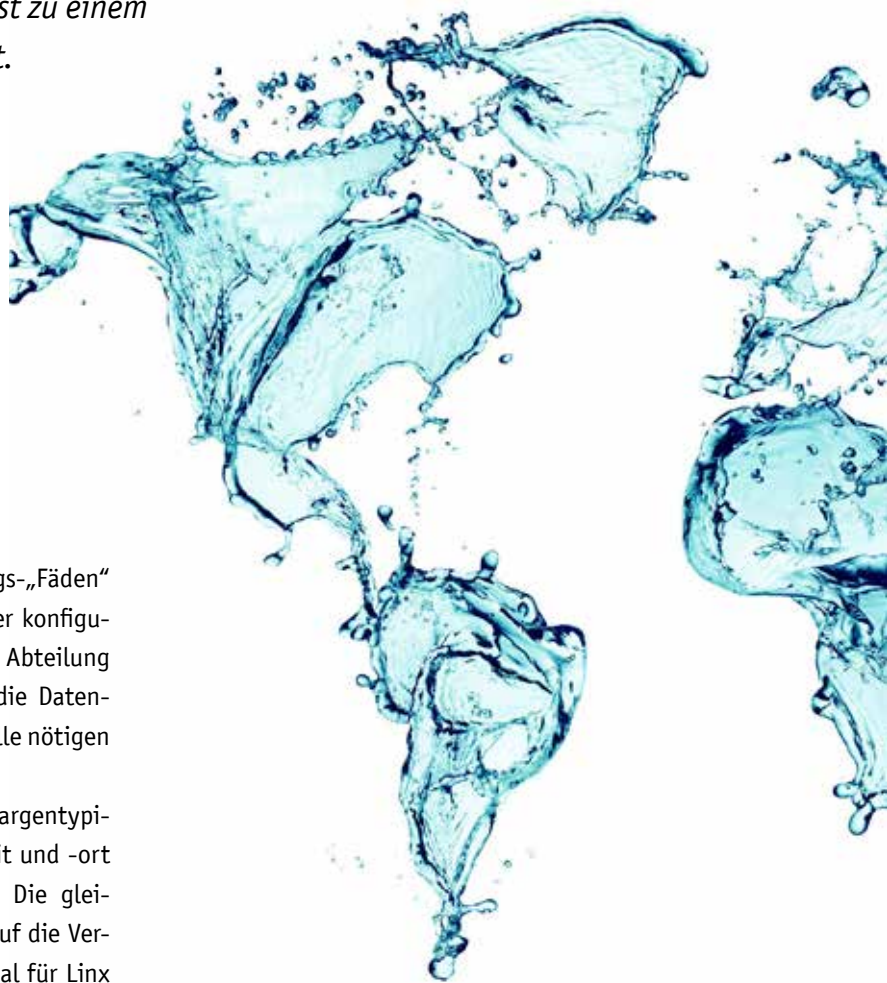 st zu einem
t.
gs-„Fäden“
er konfigu-
Abteilung
die Daten-
lle nötigen
argentypi-
it und -ort
Die glei-
uf die Ver-
al für Linx